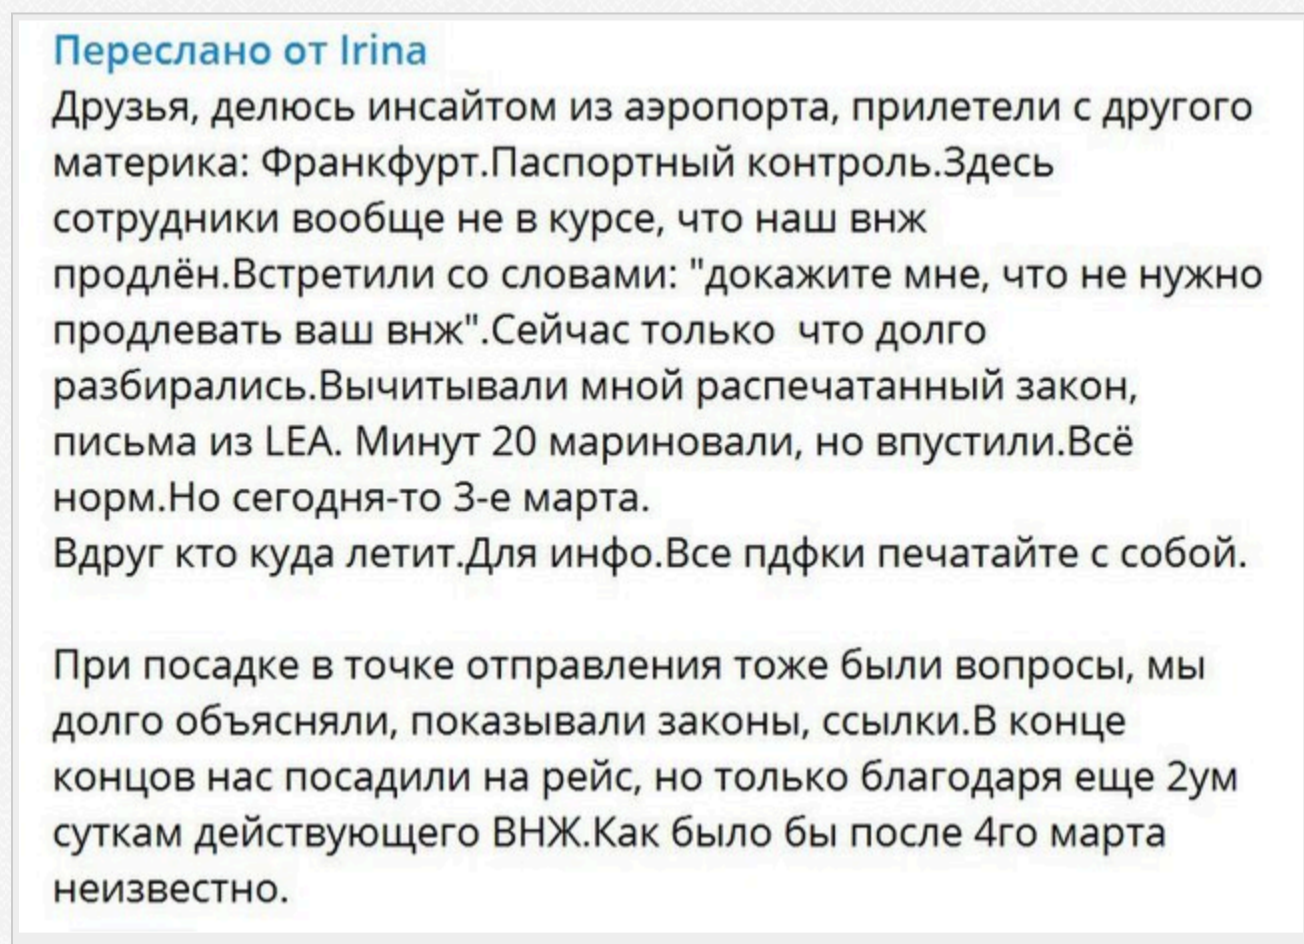 Переслано от Irina
Друзья, делюсь инсайтом из аэропорта, прилетели с другого
материка: Франкфурт.Паспортный контроль.Здесь
сотрудники вообще не в курсе, что наш внж
продлён.Встретили со словами: "докажите мне, что не нужно
продлевать ваш внж".Сейчас только  что долго
разбирались.Вычитывали мной распечатанный закон,
письма из LEA. Минут 20 мариновали, но впустили.Всё
норм.Но сегодня-то 3-е марта.
Вдруг кто куда летит.Для инфо.Все пдфки печатайте с собой.

При посадке в точке отправления тоже были вопросы, мы
долго объясняли, показывали законы, ссылки.В конце
концов нас посадили на рейс, но только благодаря еще 2ум
суткам действующего ВНЖ.Как было бы после 4го марта
неизвестно.